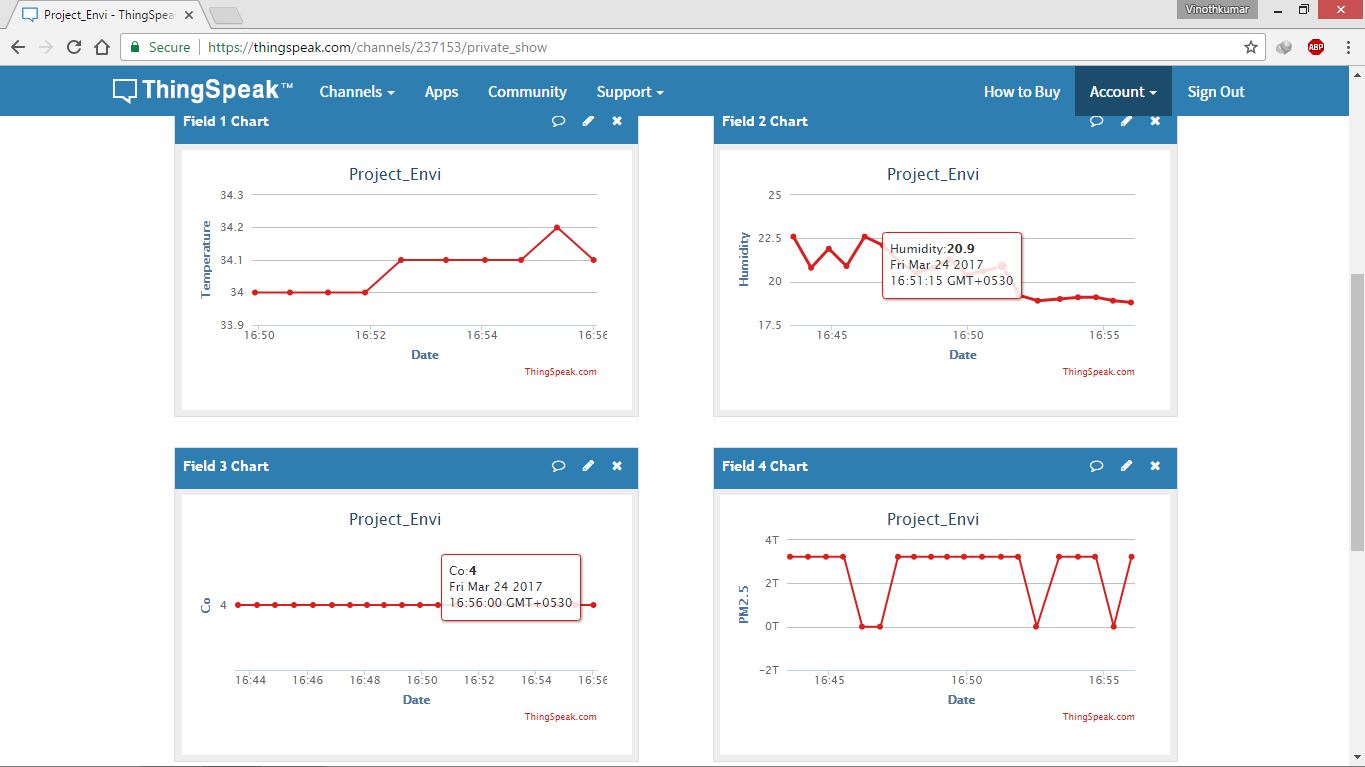 Project_Envi - ThingSpea
Vinothkumar
Secure https://thingspeak.com/channels/237153/private_show
ABP
ThingSpeak™ Channels Apps Community Support How to Buy Account Sign Out
Field 1 Chart
Project_Envi
34.3
34.2
34.1
34
33.9
Temperature
16:50 16:52 16:54 16:56
Date
ThingSpeak.com
Field 2 Chart
Project_Envi
25
22.5
20
17.5
Humidity
Humidity:20.9
Fri Mar 24 2017
16:51:15 GMT+0530
16:45 16:50 16:55
Date
ThingSpeak.com
Field 3 Chart
Project_Envi
Co
4
Co:4
Fri Mar 24 2017
16:56:00 GMT+0530
16:44 16:46 16:48 16:50 16:52 16:54 16:56
Date
ThingSpeak.com
Field 4 Chart
Project_Envi
4T
2T
0T
-2T
PM2.5
16:45 16:50 16:55
Date
ThingSpeak.com